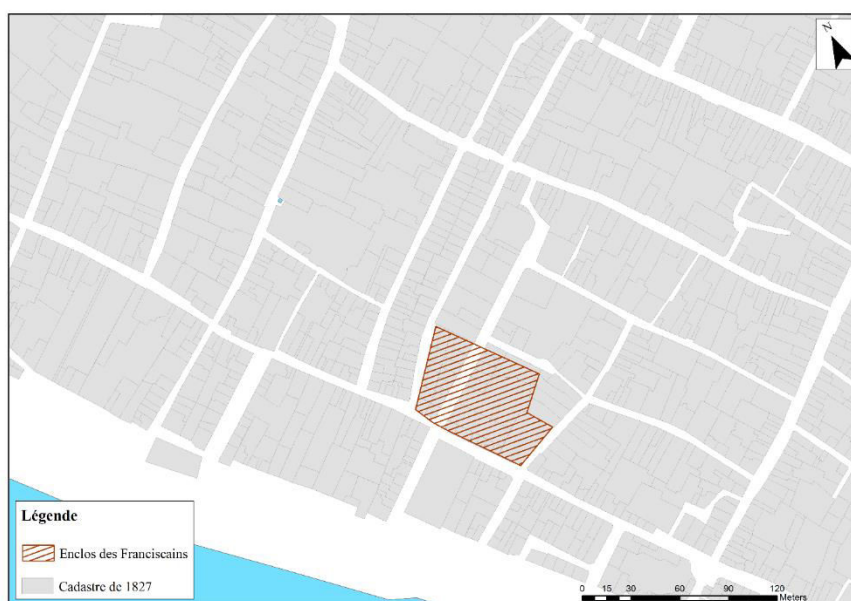 N
Légende
Enclos des Franciscains
Cadastre de 1827
0 15 30 60 90 120
Meters